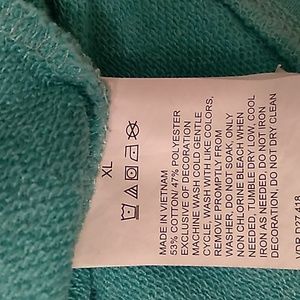 XL
MADE IN VIETNAM
53% COTTON/ 47% POLYESTER
EXCLUSIVE OF DECORATION
MACHINE WASH COLD GENTLE
CYCLE, WASH WITH LIKE COLORS,
REMOVE PROMPTLY FROM
WASHER, DO NOT SOAK, ONLY
NON CHLORINE BLEACH WHEN
NEEDED, TUMBLE DRY LOW, COOL
IRON AS NEEDED, DO NOT IRON
DECORATION, DO NOT DRY CLEAN